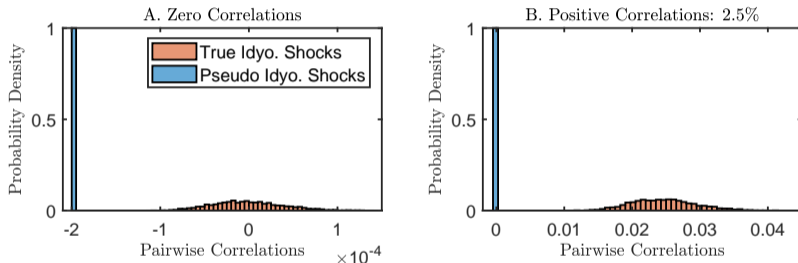 A. Zero Correlations
1
0.5
0
Probability Density
True Idyo. Shocks
Pseudo Idyo. Shocks
-2 -1 0 1
×10-4
Pairwise Correlations
B. Positive Correlations: 2.5%
1
0.5
0
Probability Density
0 0.01 0.02 0.03 0.04
Pairwise Correlations